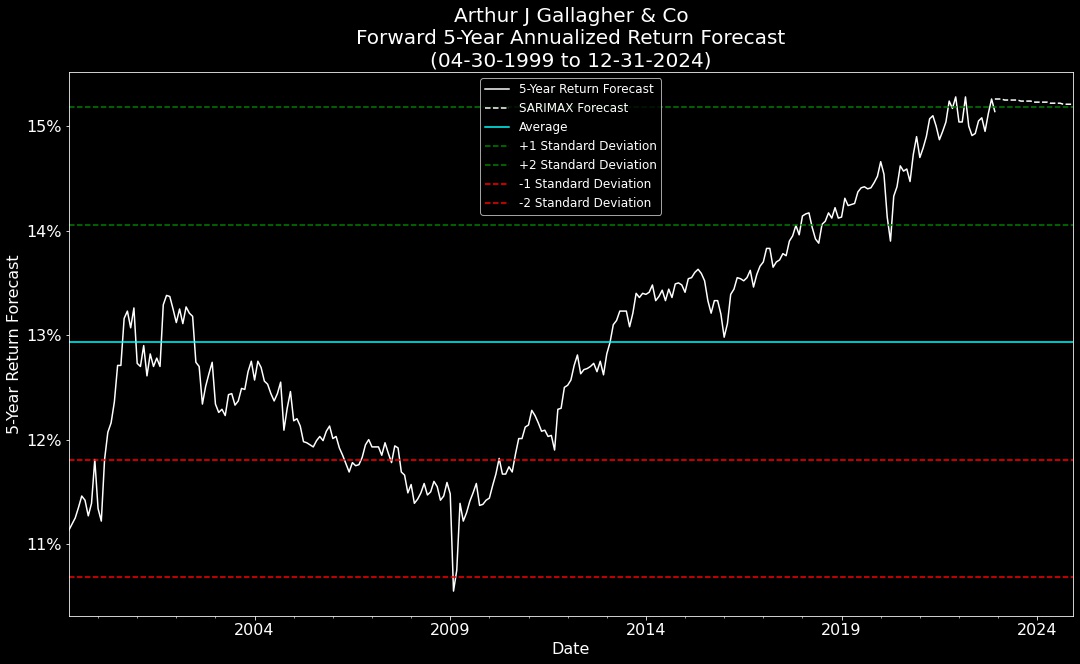 Arthur J Gallagher & Co
Forward 5-Year Annualized Return Forecast
(04-30-1999 to 12-31-2024)
5-Year Return Forecast
SARIMAX Forecast
Average
+1 Standard Deviation
+2 Standard Deviation
-1 Standard Deviation
-2 Standard Deviation
5-Year Return Forecast
15%
14%
13%
12%
11%
2004
2009
2014
2019
2024
Date